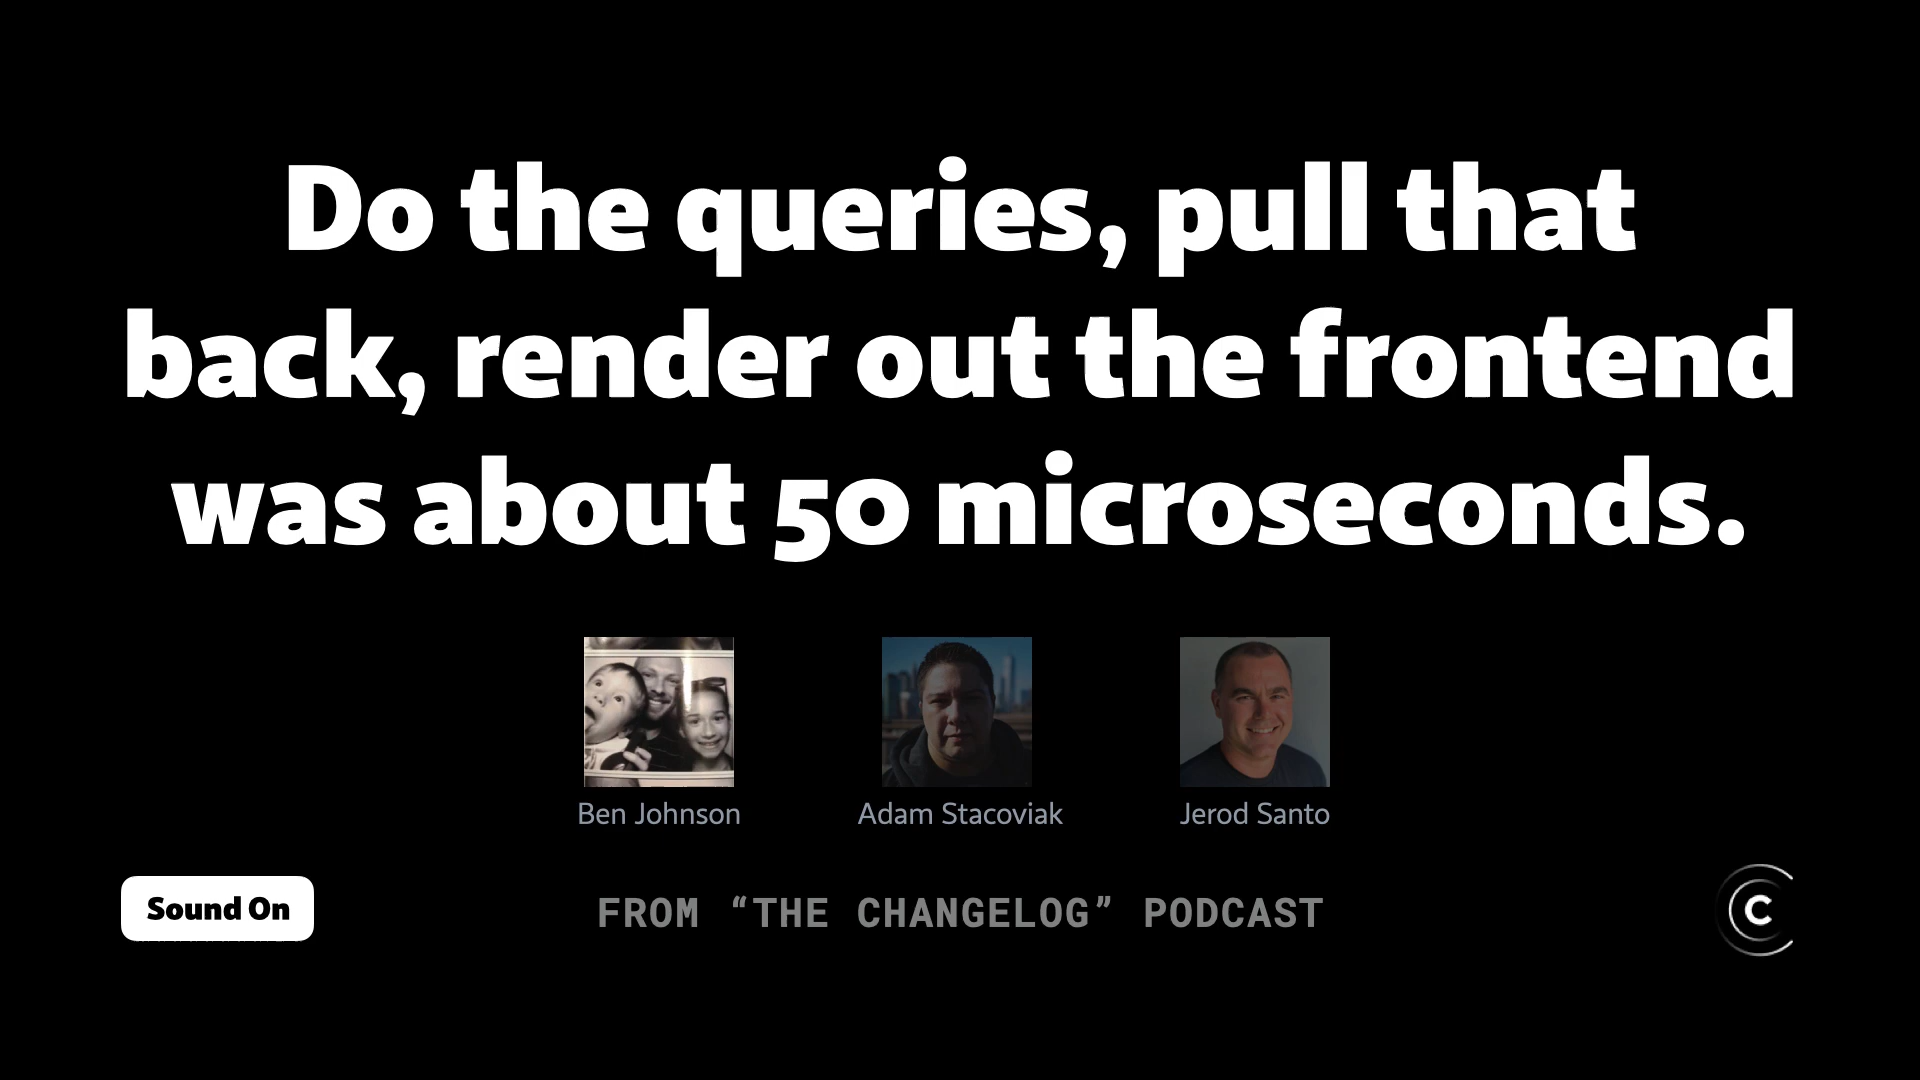 Do the queries, pull that
back, render out the frontend
was about 50 microseconds.
Ben Johnson
Adam Stacoviak
Jerod Santo
Sound On
FROM “THE CHANGELOG” PODCAST
C